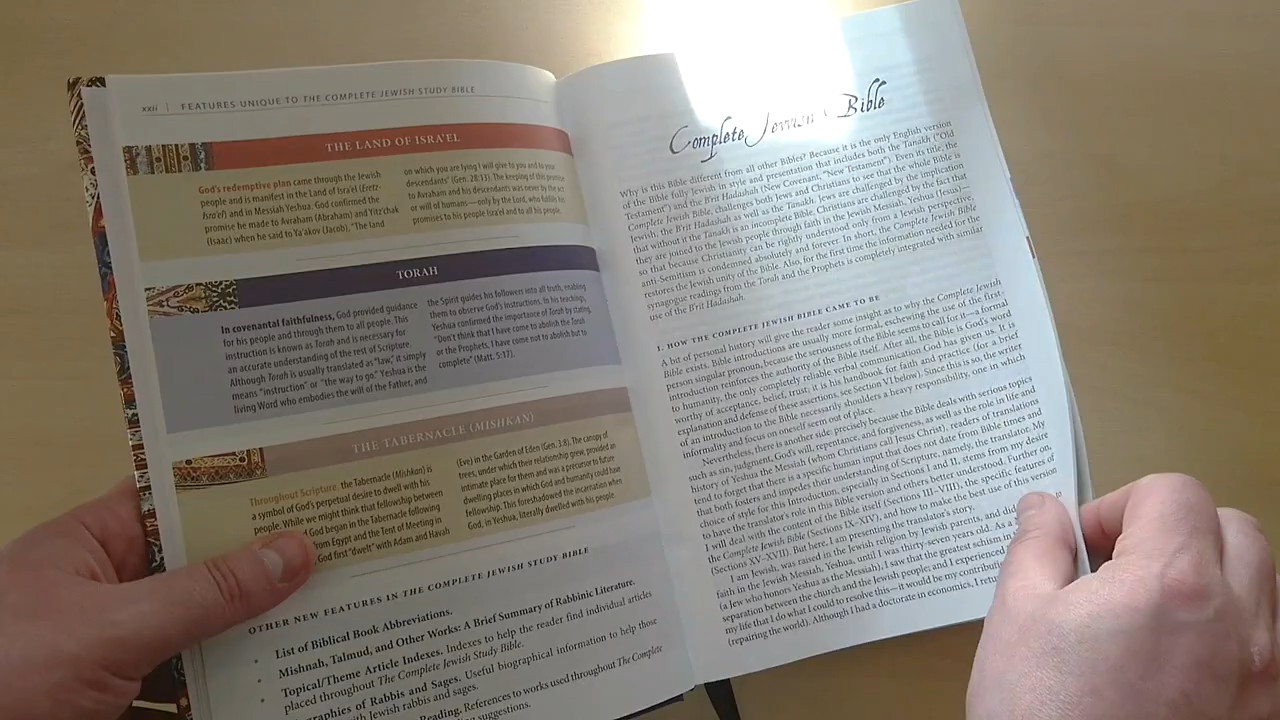 xxii | FEATURES UNIQUE TO THE COMPLETE JEWISH STUDY BIBLE
THE LAND OF ISRA'EL
God's redemptive plan came through the Jewish
people and is manifest in the Land of Isra'el (Eretz-
Isra'el) and in Messiah Yeshua. God confirmed the
promise he made to Avraham (Abraham) and Yitz'chak
(Isaac) when he said to Ya'akov (Jacob), "The land
on which you are lying I will give to you and to your
descendants" (Gen. 28:13). The keeping of this promise
to Avraham and his descendants was never by the act
or will of humans—only by the Lord, who fulfills his
promises to his people Isra'el and to all his people.
TORAH
In covenantal faithfulness, God provided guidance
for his people and through them to all people. This
instruction is known as Torah and is necessary for
an accurate understanding of the rest of Scripture.
Although Torah is usually translated as "law," it simply
means "instruction" or "the way to go." Yeshua is the
living Word who embodies the will of the Father, and
the Spirit guides his followers into all truth, enabling
them to observe God's instructions. In his teachings,
Yeshua confirmed the importance of Torah by stating,
"Don't think that I have come to abolish the Torah
or the Prophets. I have come not to abolish but to
complete" (Matt. 5:17).
THE TABERNACLE (MISHKAN)
Throughout Scripture, the Tabernacle (Mishkan) is
a symbol of God's perpetual desire to dwell with his
people. While we might think that fellowship between
God began in the Tabernacle following
from Egypt and the Tent of Meeting in
God first "dwelt" with Adam and Havah
(Eve) in the Garden of Eden (Gen. 3:8). The canopy of
trees, under which their relationship grew, provided an
intimate place for them and was a precursor to future
dwelling places in which God and humanity could have
fellowship. This foreshadowed the incarnation when
God, in Yeshua, literally dwelled with his people.
OTHER NEW FEATURES IN THE COMPLETE JEWISH STUDY BIBLE
• List of Biblical Book Abbreviations.
• Mishnah, Talmud, and Other Works: A Brief Summary of Rabbinic Literature.
• Topical/Theme Article Indexes. Indexes to help the reader find individual articles
placed throughout The Complete Jewish Study Bible.
of Rabbis and Sages. Useful biographical information to help those
with Jewish rabbis and sages.
Reading. References to works used throughout The Complete
suggestions.
Complete Jewish Bible
Why is this Bible different from all other Bibles? Because it is the only English version
of the Bible fully Jewish in style and presentation that includes both the Tanakh ("Old
Testament") and the B'rit Hadashah (New Covenant, "New Testament"). Even its title, the
Complete Jewish Bible, challenges both Jews and Christians to see that the whole Bible is
Jewish, the B'rit Hadashah as well as the Tanakh. Jews are challenged by the implication
that without it the Tanakh is an incomplete Bible. Christians are challenged by the fact that
they are joined to the Jewish people through faith in the Jewish Messiah, Yeshua (Jesus)—
so that because Christianity can be rightly understood only from a Jewish perspective,
anti-Semitism is condemned absolutely and forever. In short, the Complete Jewish Bible
restores the Jewish unity of the Bible. Also, for the first time the information needed for the
synagogue readings from the Torah and the Prophets is completely integrated with similar
use of the B'rit Hadashah.
I. HOW THE COMPLETE JEWISH BIBLE CAME TO BE
A bit of personal history will give the reader some insight as to why the Complete Jewish
Bible exists. Bible introductions are usually more formal, eschewing the use of the first-
person singular pronoun, because the seriousness of the Bible seems to call for it—a formal
introduction reinforces the authority of the Bible itself. After all, the Bible is God's word
to humanity, the only completely reliable verbal communication God has given us. It is
worthy of acceptance, belief, trust; it is his handbook for faith and practice (for a brief
explanation and defense of these assertions, see Section VI below). Since this is so, the writer
of an introduction to the Bible necessarily shoulders a heavy responsibility, one in which
informality and focus on oneself seem out of place.
Nevertheless, there is another side: precisely because the Bible deals with serious topics
such as sin, judgment, God's will, repentance, and forgiveness, as well as the role in life and
history of Yeshua the Messiah (whom Christians call Jesus Christ), readers of translations
tend to forget that there is a specific human input that does not date from Bible times and
that both fosters and impedes their understanding of Scripture, namely, the translator. My
choice of style for this introduction, especially in Sections I and II, stems from my desire
to have the translator's role in this Bible version and others better understood. Further on,
I will deal with the content of the Bible itself (Sections III–VIII), the specific features of
the Complete Jewish Bible (Sections IX–XIV), and how to make the best use of this version
(Sections XV–XVII). But here, I am presenting the translator's story.
I am Jewish, was raised in the Jewish religion by Jewish parents, and did
faith in the Jewish Messiah, Yeshua, until I was thirty-seven years old. As a
(a Jew who honors Yeshua as the Messiah), I saw that the greatest schism in
separation between the church and the Jewish people; and I experienced
my life that I do what I could to resolve this—it would be my contribution
(repairing the world). Although I had a doctorate in economics, I